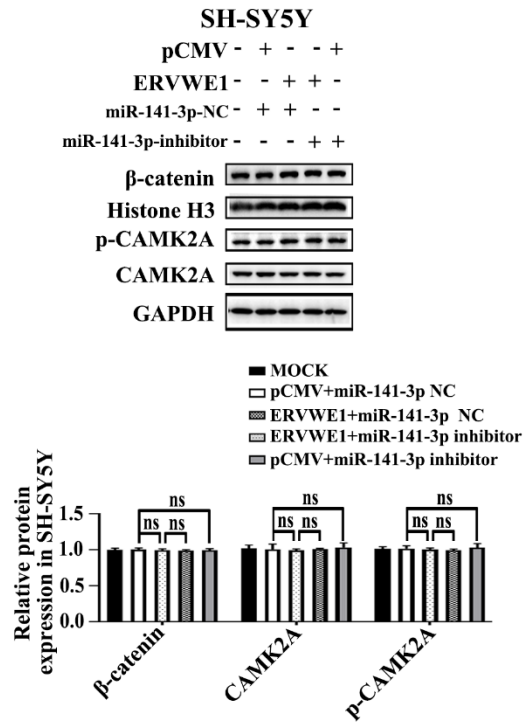 SH-SY5Y
pCMV - + - - +
ERVWE1 - - + + -
miR-141-3p-NC - + + - -
miR-141-3p-inhibitor - - - + +
β-catenin
Histone H3
p-CAMK2A
CAMK2A
GAPDH
MOCK
pCMV+miR-141-3p NC
ERVWE1+miR-141-3p NC
ERVWE1+miR-141-3p inhibitor
pCMV+miR-141-3p inhibitor
Relative protein
expression in SH-SY5Y
1.5
1.0
0.5
0.0
ns ns ns
ns ns ns ns ns ns
β-catenin
CAMK2A
p-CAMK2A